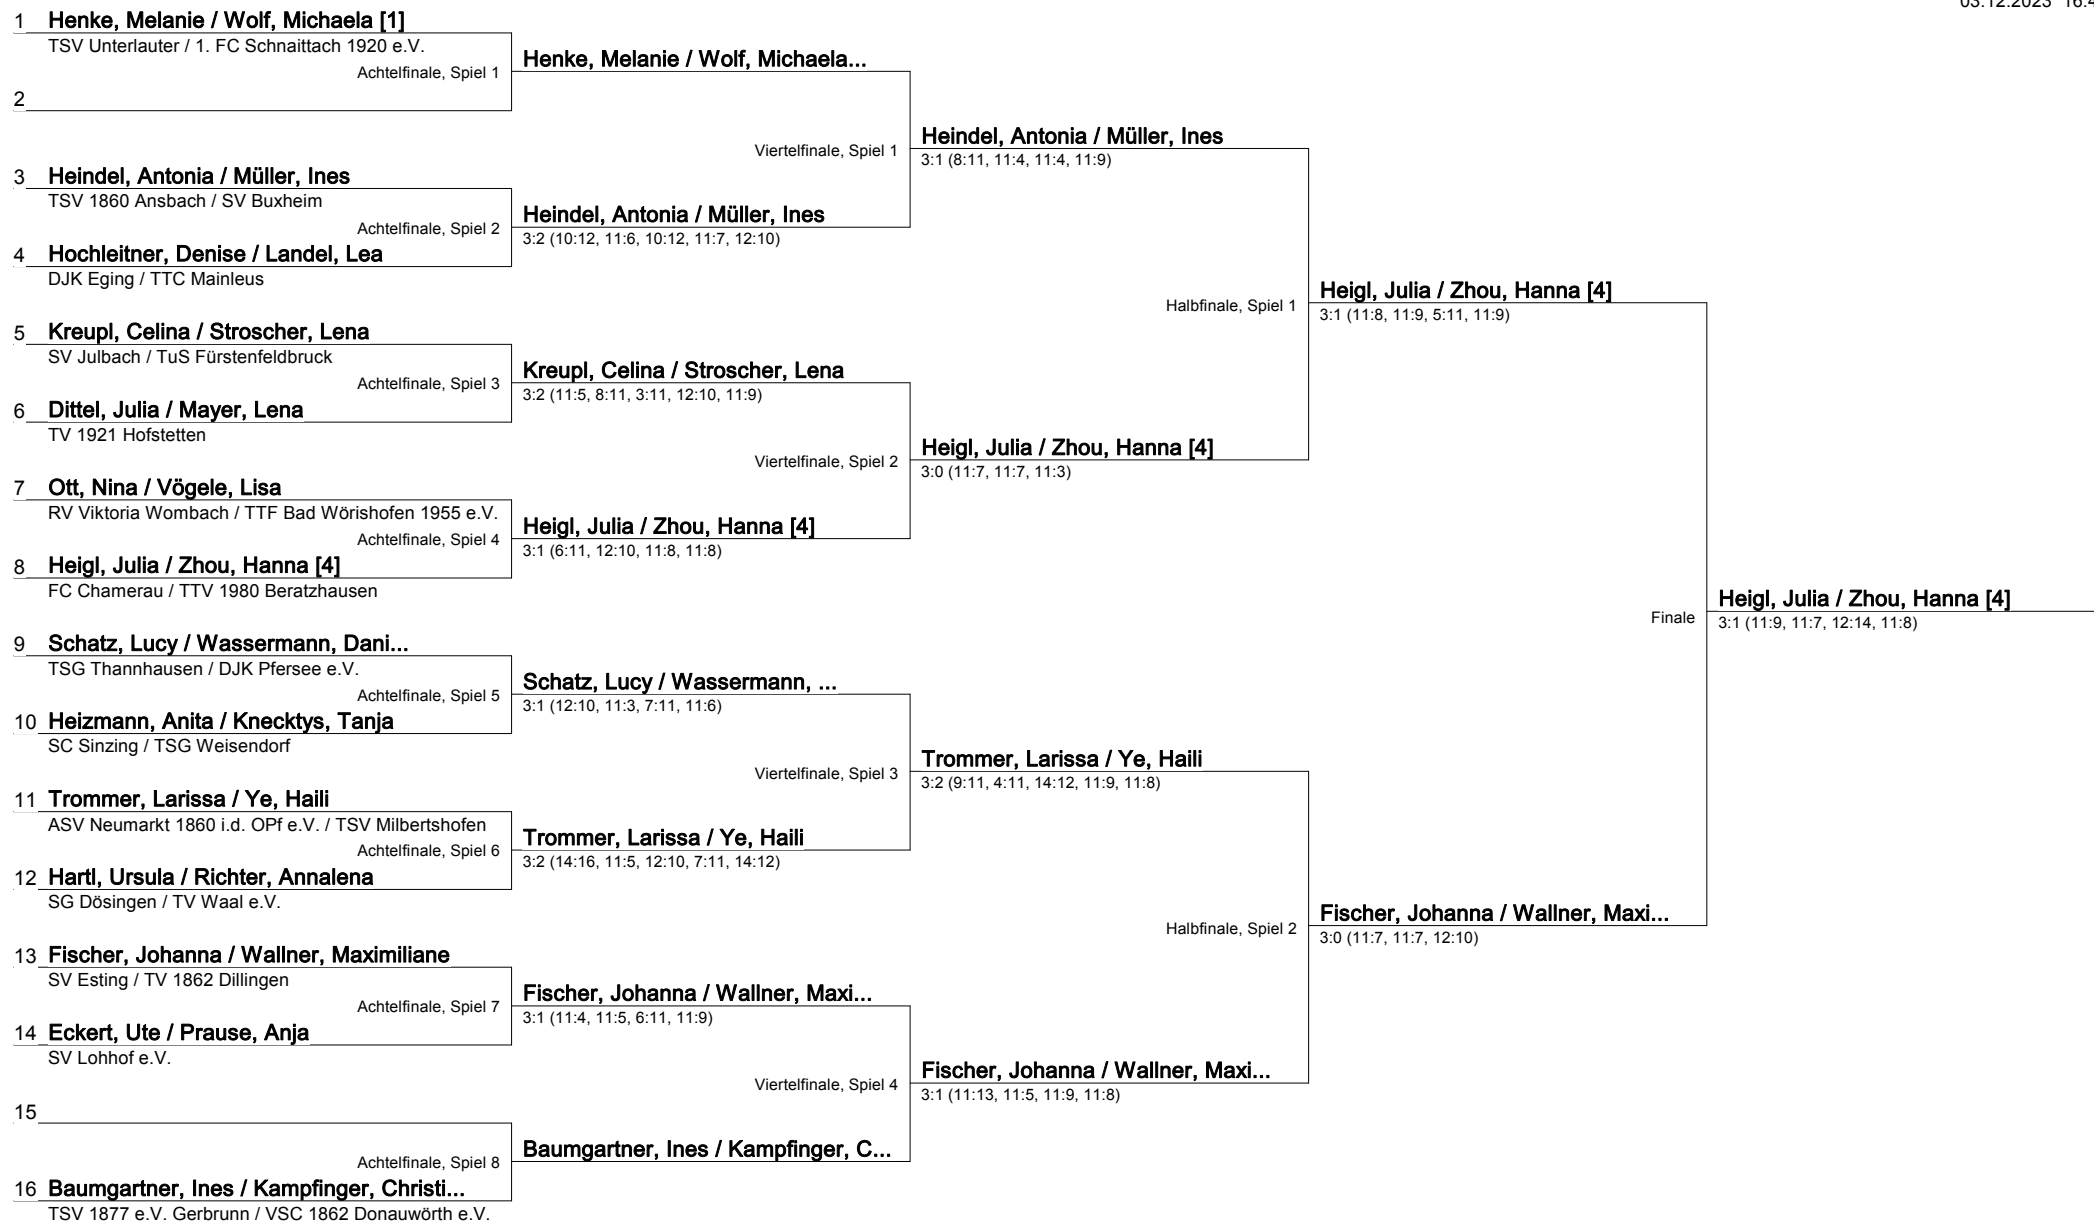 03.12.2023 16:4
1 Henke, Melanie / Wolf, Michaela [1]
TSV Unterlauter / 1. FC Schnaittach 1920 e.V.
Achtelfinale, Spiel 1
Henke, Melanie / Wolf, Michaela...
2
Viertelfinale, Spiel 1
Heindel, Antonia / Müller, Ines
3:1 (8:11, 11:4, 11:4, 11:9)
3 Heindel, Antonia / Müller, Ines
TSV 1860 Ansbach / SV Buxheim
Achtelfinale, Spiel 2
Heindel, Antonia / Müller, Ines
3:2 (10:12, 11:6, 10:12, 11:7, 12:10)
4 Hochleitner, Denise / Landel, Lea
DJK Eging / TTC Mainleus
Halbfinale, Spiel 1
Heigl, Julia / Zhou, Hanna [4]
3:1 (11:8, 11:9, 5:11, 11:9)
5 Kreupl, Celina / Stroscher, Lena
SV Julbach / TuS Fürstenfeldbruck
Achtelfinale, Spiel 3
Kreupl, Celina / Stroscher, Lena
3:2 (11:5, 8:11, 3:11, 12:10, 11:9)
6 Dittel, Julia / Mayer, Lena
TV 1921 Hofstetten
Viertelfinale, Spiel 2
Heigl, Julia / Zhou, Hanna [4]
3:0 (11:7, 11:7, 11:3)
7 Ott, Nina / Vögele, Lisa
RV Viktoria Wombach / TTF Bad Wörishofen 1955 e.V.
Achtelfinale, Spiel 4
Heigl, Julia / Zhou, Hanna [4]
3:1 (6:11, 12:10, 11:8, 11:8)
8 Heigl, Julia / Zhou, Hanna [4]
FC Chamerau / TTV 1980 Beratzhausen
Finale
Heigl, Julia / Zhou, Hanna [4]
3:1 (11:9, 11:7, 12:14, 11:8)
9 Schatz, Lucy / Wassermann, Dani...
TSG Thannhausen / DJK Pfersee e.V.
Achtelfinale, Spiel 5
Schatz, Lucy / Wassermann, ...
3:1 (12:10, 11:3, 7:11, 11:6)
10 Heizmann, Anita / Knecktys, Tanja
SC Sinzing / TSG Weisendorf
Viertelfinale, Spiel 3
Trommer, Larissa / Ye, Haili
3:2 (9:11, 4:11, 14:12, 11:9, 11:8)
11 Trommer, Larissa / Ye, Haili
ASV Neumarkt 1860 i.d. OPf e.V. / TSV Milbertshofen
Achtelfinale, Spiel 6
Trommer, Larissa / Ye, Haili
3:2 (14:16, 11:5, 12:10, 7:11, 14:12)
12 Hartl, Ursula / Richter, Annalena
SG Dösingen / TV Waal e.V.
Halbfinale, Spiel 2
Fischer, Johanna / Wallner, Maxi...
3:0 (11:7, 11:7, 12:10)
13 Fischer, Johanna / Wallner, Maximiliane
SV Esting / TV 1862 Dillingen
Achtelfinale, Spiel 7
Fischer, Johanna / Wallner, Maxi...
3:1 (11:4, 11:5, 6:11, 11:9)
14 Eckert, Ute / Prause, Anja
SV Lohhof e.V.
Viertelfinale, Spiel 4
Fischer, Johanna / Wallner, Maxi...
3:1 (11:13, 11:5, 11:9, 11:8)
15
Achtelfinale, Spiel 8
Baumgartner, Ines / Kampfinger, C...
16 Baumgartner, Ines / Kampfinger, Christi...
TSV 1877 e.V. Gerbrunn / VSC 1862 Donauwörth e.V.